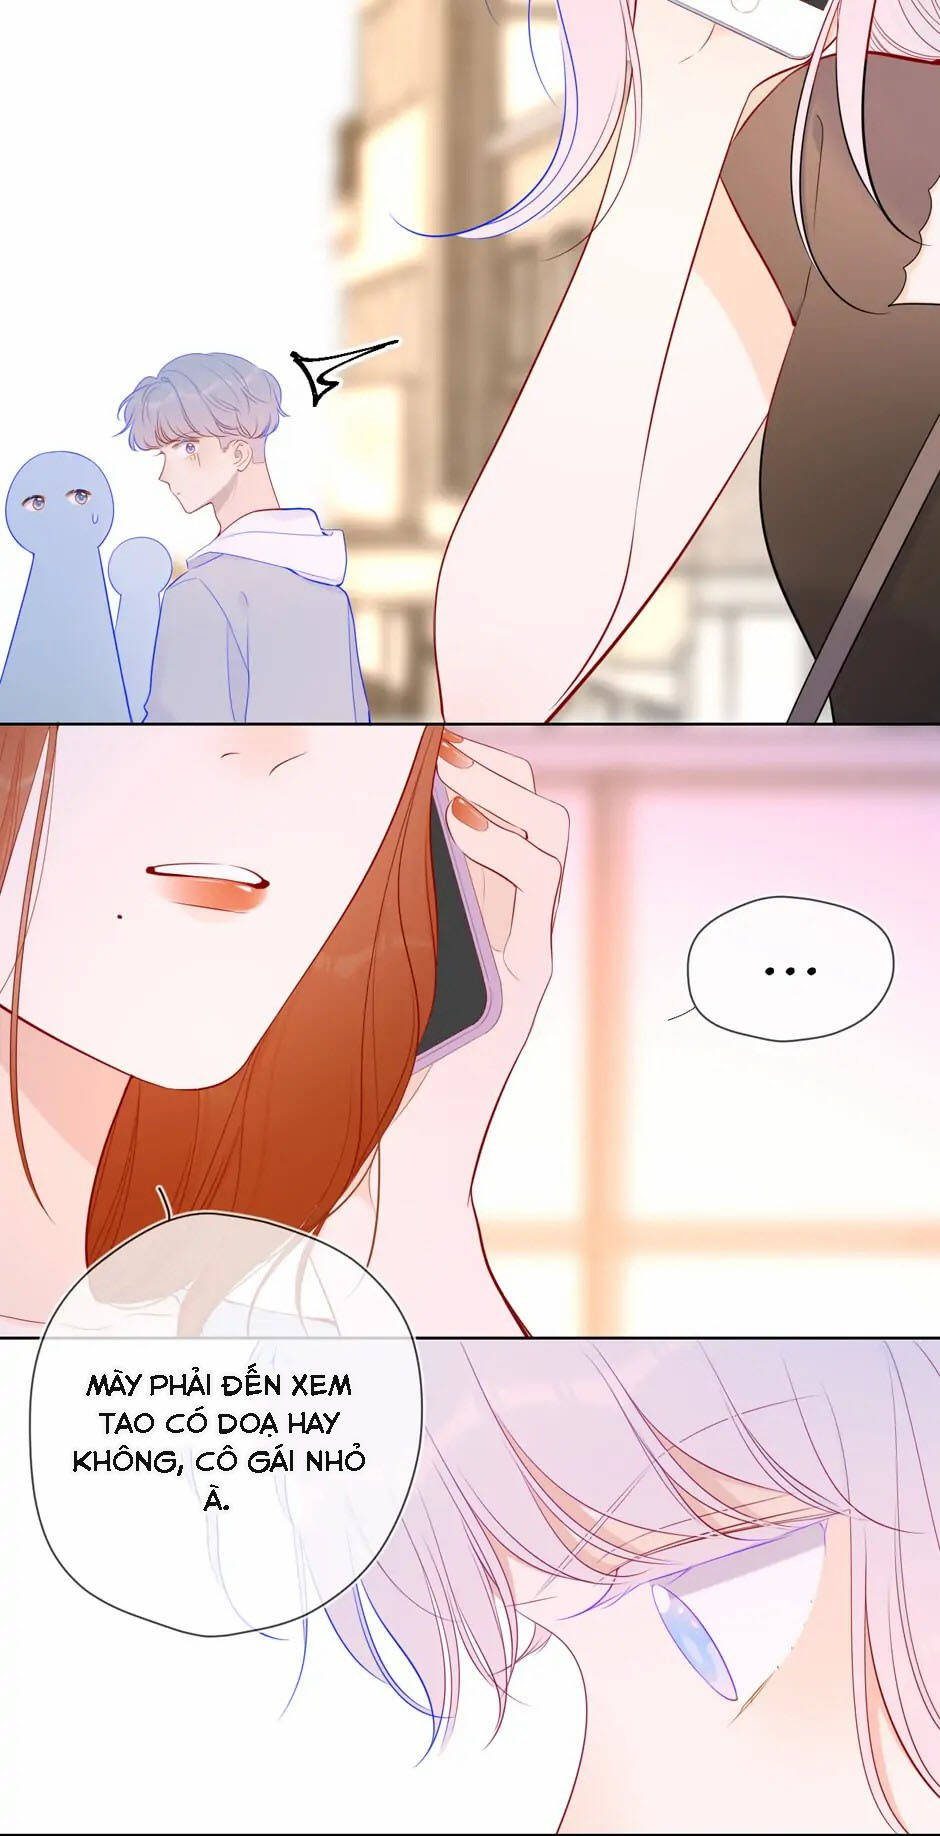 ...
MÀY PHẢI ĐẾN XEM
TAO CÓ DOẠ HAY
KHÔNG, CÔ GÁI NHỎ
À.